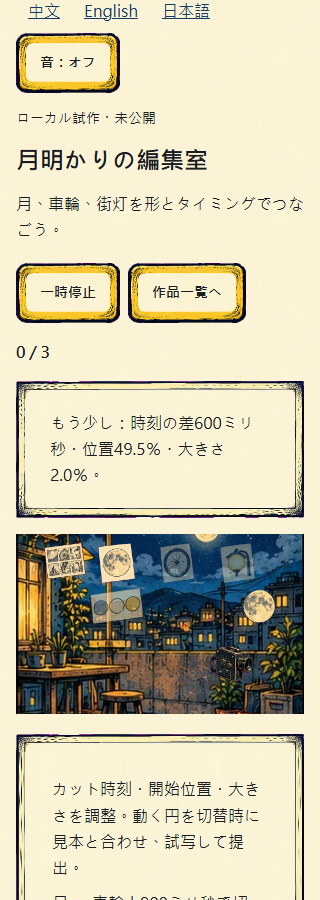 中文 English 日本語
音：オフ
ローカル試作・未公開
月明かりの編集室
月、車輪、街灯を形とタイミングでつな
ごう。
一時停止 作品一覧へ
0 / 3
もう少し：時刻の差600ミリ
秒・位置49.5%・大きさ
2.0%。
カット時刻・開始位置・大き
さを調整。動く円を切替時に
見本と合わせ、試写して提
出。